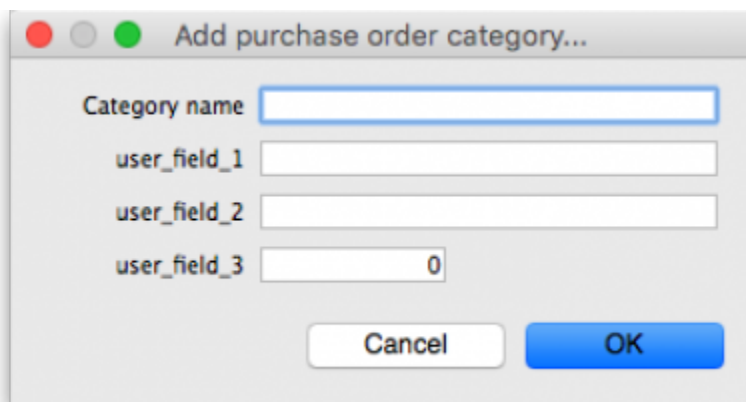 Add purchase order category...
Category name
user_field_1
user_field_2
user_field_3 0
Cancel OK